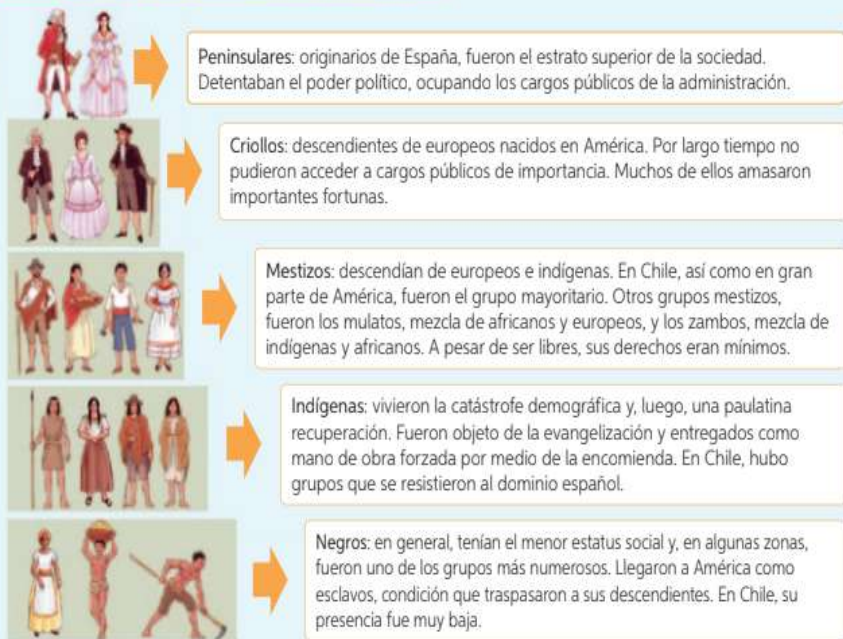 Peninsulares: originarios de España, fueron el estrato superior de la sociedad.
Detentaban el poder político, ocupando los cargos públicos de la administración.
Criollos: descendientes de europeos nacidos en América. Por largo tiempo no
pudieron acceder a cargos públicos de importancia. Muchos de ellos amasaron
importantes fortunas.
Mestizos: descendían de europeos e indígenas. En Chile, así como en gran
parte de América, fueron el grupo mayoritario. Otros grupos mestizos,
fueron los mulatos, mezcla de africanos y europeos, y los zambos, mezcla de
indígenas y africanos. A pesar de ser libres, sus derechos eran mínimos.
Indígenas: vivieron la catástrofe demográfica y, luego, una paulatina
recuperación. Fueron objeto de la evangelización y entregados como
mano de obra forzada por medio de la encomienda. En Chile, hubo
grupos que se resistieron al dominio español.
Negros: en general, tenían el menor estatus social y, en algunas zonas,
fueron uno de los grupos más numerosos. Llegaron a América como
esclavos, condición que traspasaron a sus descendientes. En Chile, su
presencia fue muy baja.